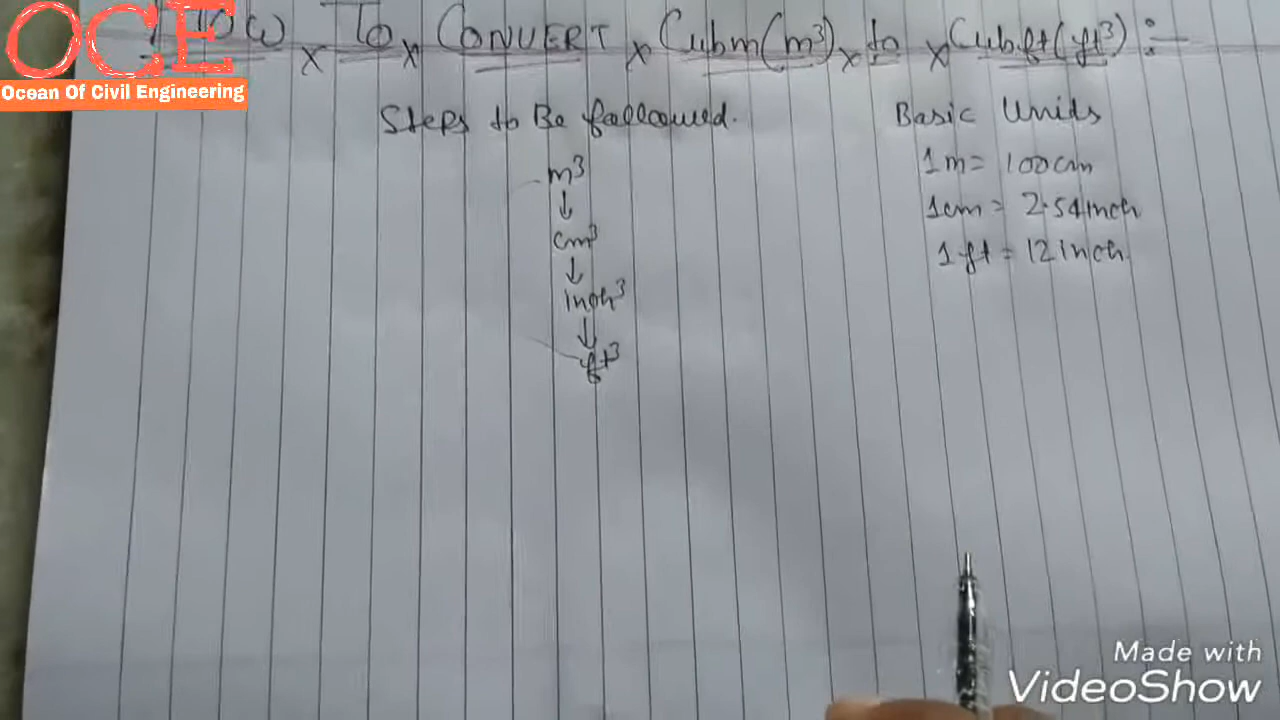 OCE
Ocean Of Civil Engineering
How To Convert Cubm(m³) to Cubft(ft³) :-
Steps to Be followed.
m³
↓
cm³
↓
inch³
↓
ft³
Basic Units
1m = 100cm
1cm = 2.54inch
1ft = 12inch
Made with
VideoShow